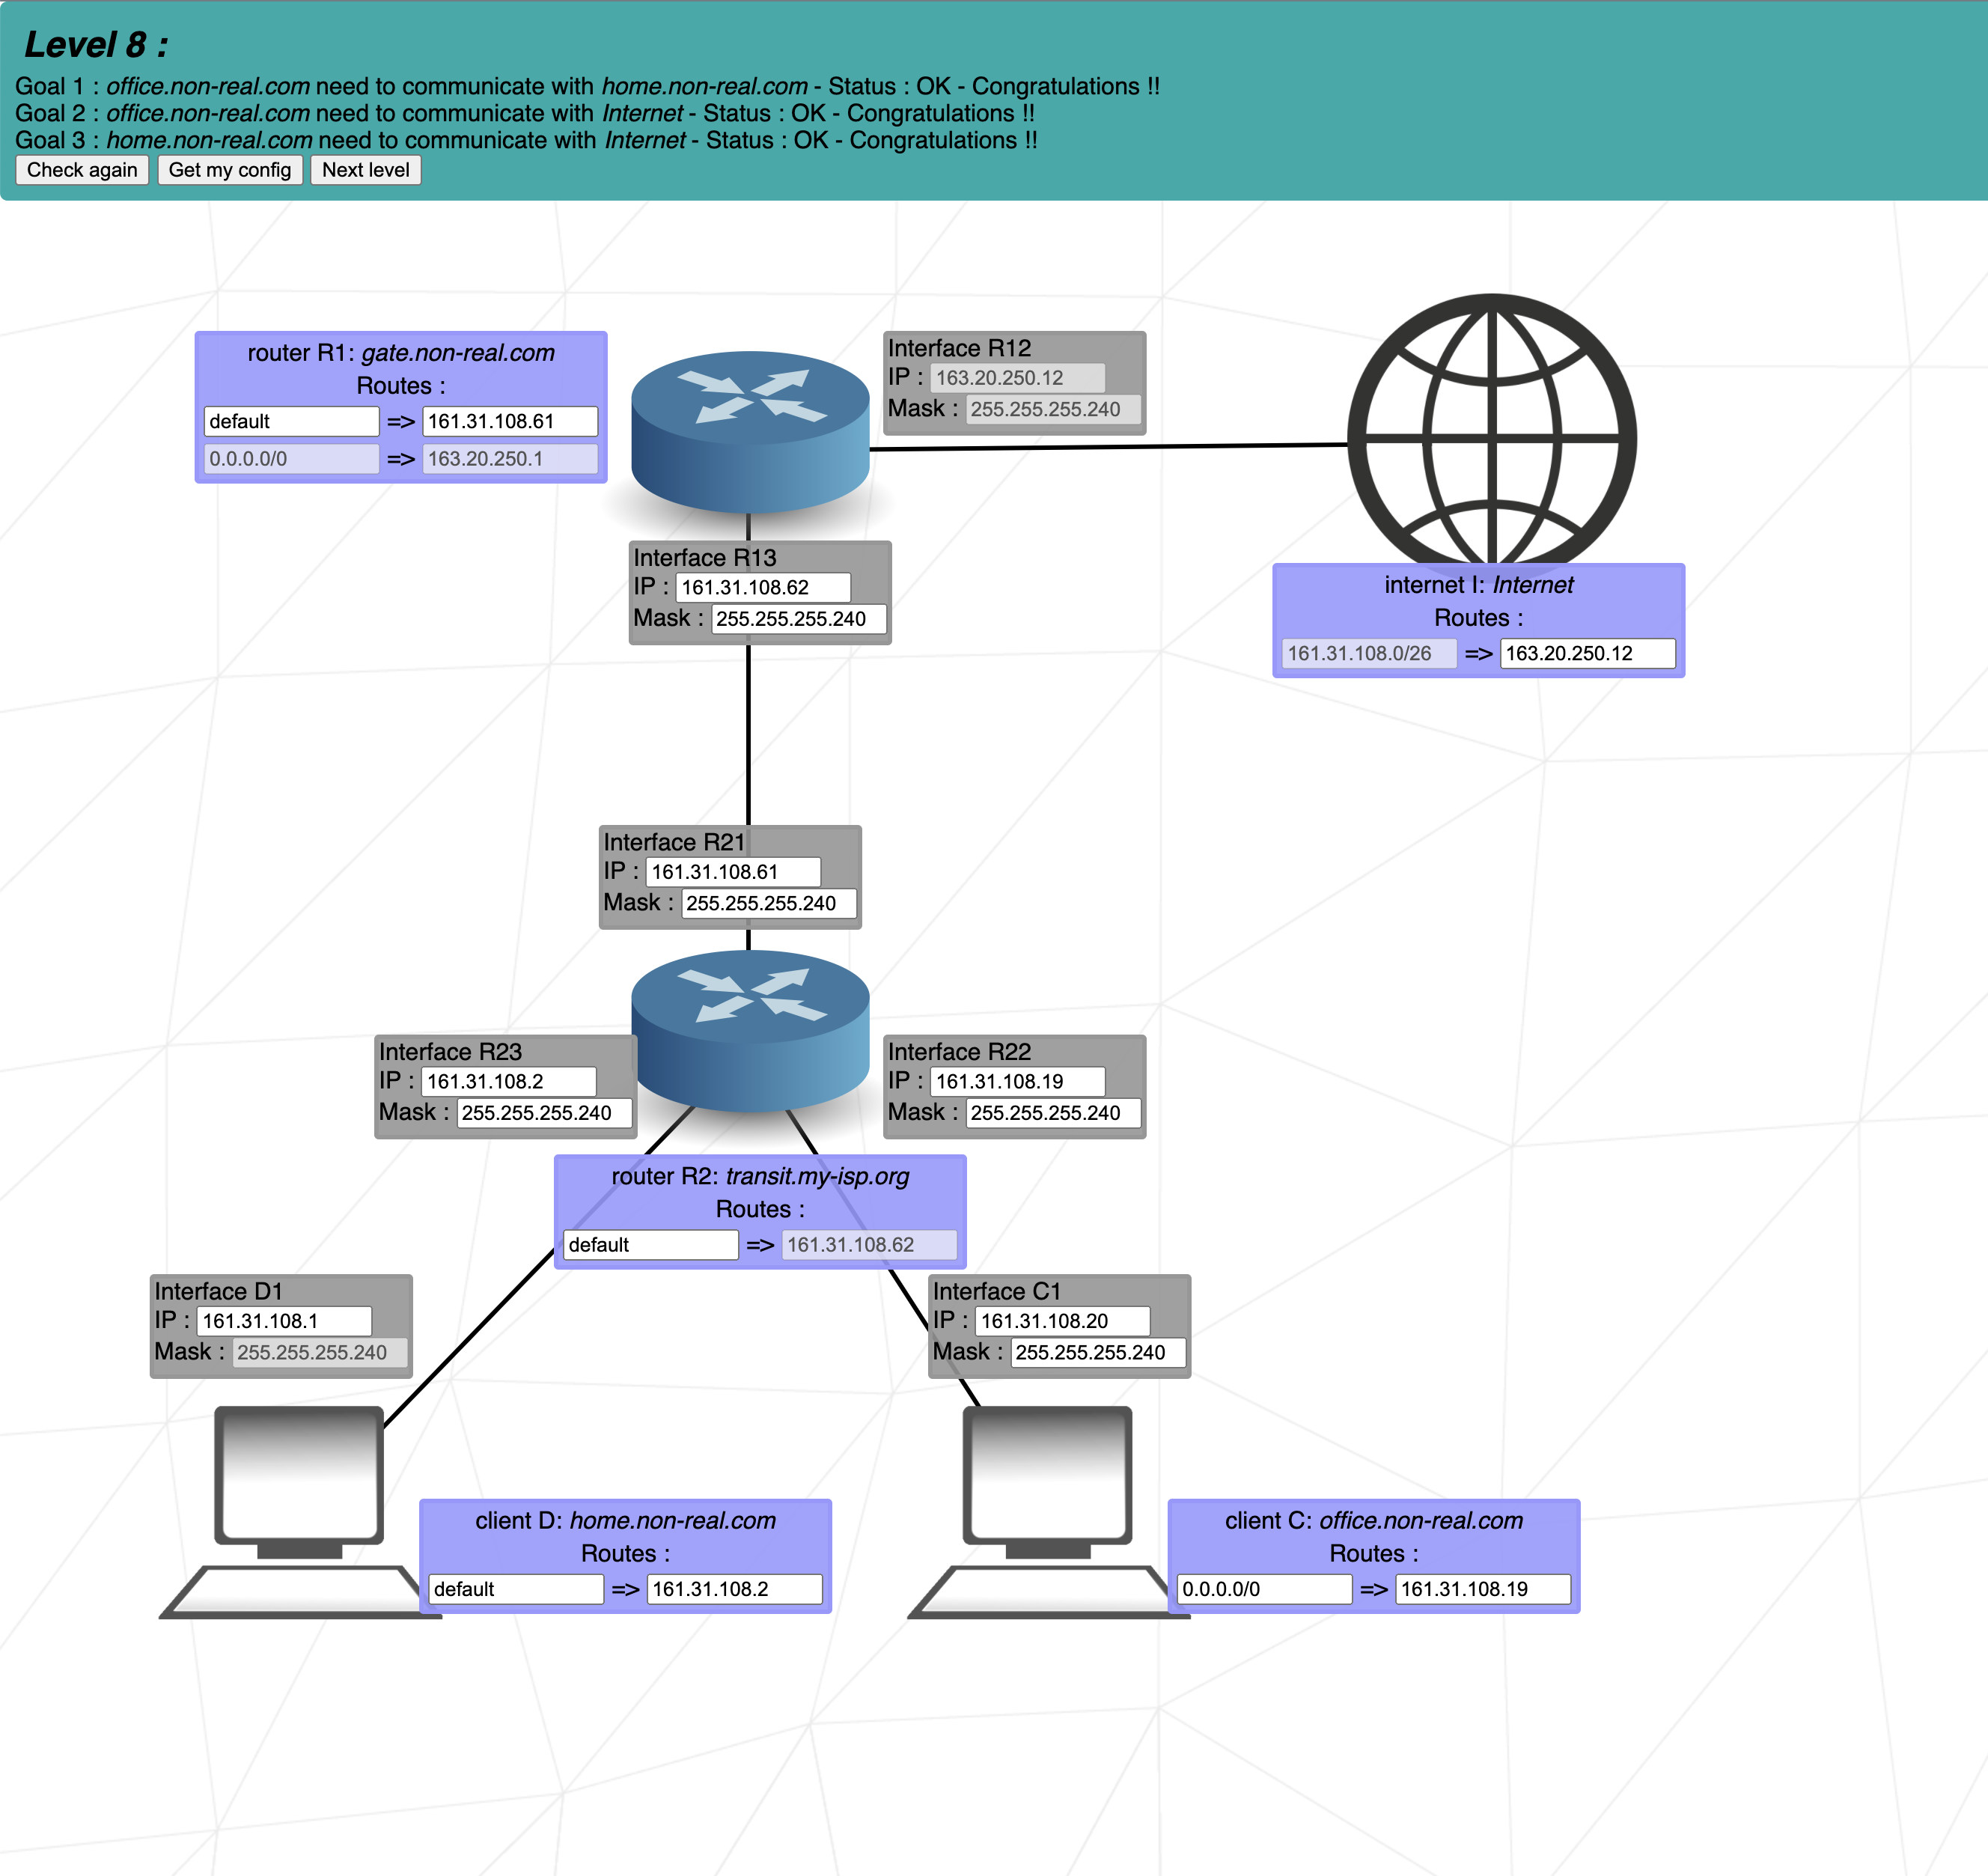 Level 8 :
Goal 1 : office.non-real.com need to communicate with home.non-real.com - Status : OK - Congratulations !!
Goal 2 : office.non-real.com need to communicate with Internet - Status : OK - Congratulations !!
Goal 3 : home.non-real.com need to communicate with Internet - Status : OK - Congratulations !!
Check again Get my config Next level
router R1: gate.non-real.com
Routes :
default => 161.31.108.61
0.0.0.0/0 => 163.20.250.1
Interface R12
IP : 163.20.250.12
Mask : 255.255.255.240
Interface R13
IP : 161.31.108.62
Mask : 255.255.255.240
internet I: Internet
Routes :
161.31.108.0/26 => 163.20.250.12
Interface R21
IP : 161.31.108.61
Mask : 255.255.255.240
Interface R23
IP : 161.31.108.2
Mask : 255.255.255.240
Interface R22
IP : 161.31.108.19
Mask : 255.255.255.240
router R2: transit.my-isp.org
Routes :
default => 161.31.108.62
Interface D1
IP : 161.31.108.1
Mask : 255.255.255.240
Interface C1
IP : 161.31.108.20
Mask : 255.255.255.240
client D: home.non-real.com
Routes :
default => 161.31.108.2
client C: office.non-real.com
Routes :
0.0.0.0/0 => 161.31.108.19